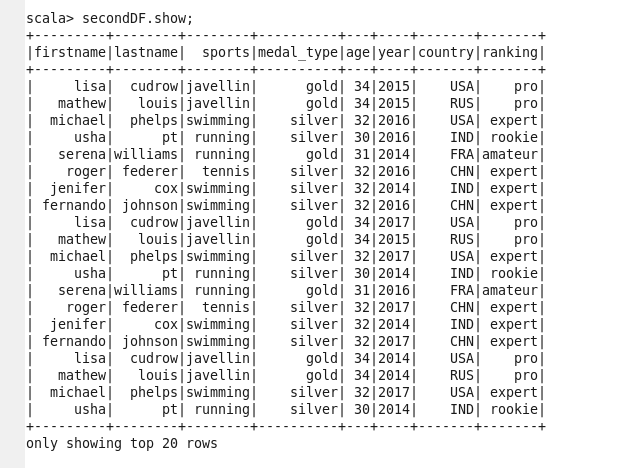 scala> secondDF.show;
+---------+--------+--------+----------+---+----+-------+-------+
|firstname|lastname|  sports|medal_type|age|year|country|ranking|
+---------+--------+--------+----------+---+----+-------+-------+
|     lisa|  cudrow|javellin|      gold| 34|2015|    USA|    pro|
|   mathew|   louis|javellin|      gold| 34|2015|    RUS|    pro|
|  michael|  phelps|swimming|    silver| 32|2016|    USA| expert|
|     usha|      pt| running|    silver| 30|2016|    IND| rookie|
|   serena|williams| running|      gold| 31|2014|    FRA|amateur|
|    roger| federer|  tennis|    silver| 32|2016|    CHN| expert|
|  jenifer|     cox|swimming|    silver| 32|2014|    IND| expert|
| fernando| johnson|swimming|    silver| 32|2016|    CHN| expert|
|     lisa|  cudrow|javellin|      gold| 34|2017|    USA|    pro|
|   mathew|   louis|javellin|      gold| 34|2015|    RUS|    pro|
|  michael|  phelps|swimming|    silver| 32|2017|    USA| expert|
|     usha|      pt| running|    silver| 30|2014|    IND| rookie|
|   serena|williams| running|      gold| 31|2016|    FRA|amateur|
|    roger| federer|  tennis|    silver| 32|2017|    CHN| expert|
|  jenifer|     cox|swimming|    silver| 32|2014|    IND| expert|
| fernando| johnson|swimming|    silver| 32|2017|    CHN| expert|
|     lisa|  cudrow|javellin|      gold| 34|2014|    USA|    pro|
|   mathew|   louis|javellin|      gold| 34|2014|    RUS|    pro|
|  michael|  phelps|swimming|    silver| 32|2017|    USA| expert|
|     usha|      pt| running|    silver| 30|2014|    IND| rookie|
+---------+--------+--------+----------+---+----+-------+-------+
only showing top 20 rows